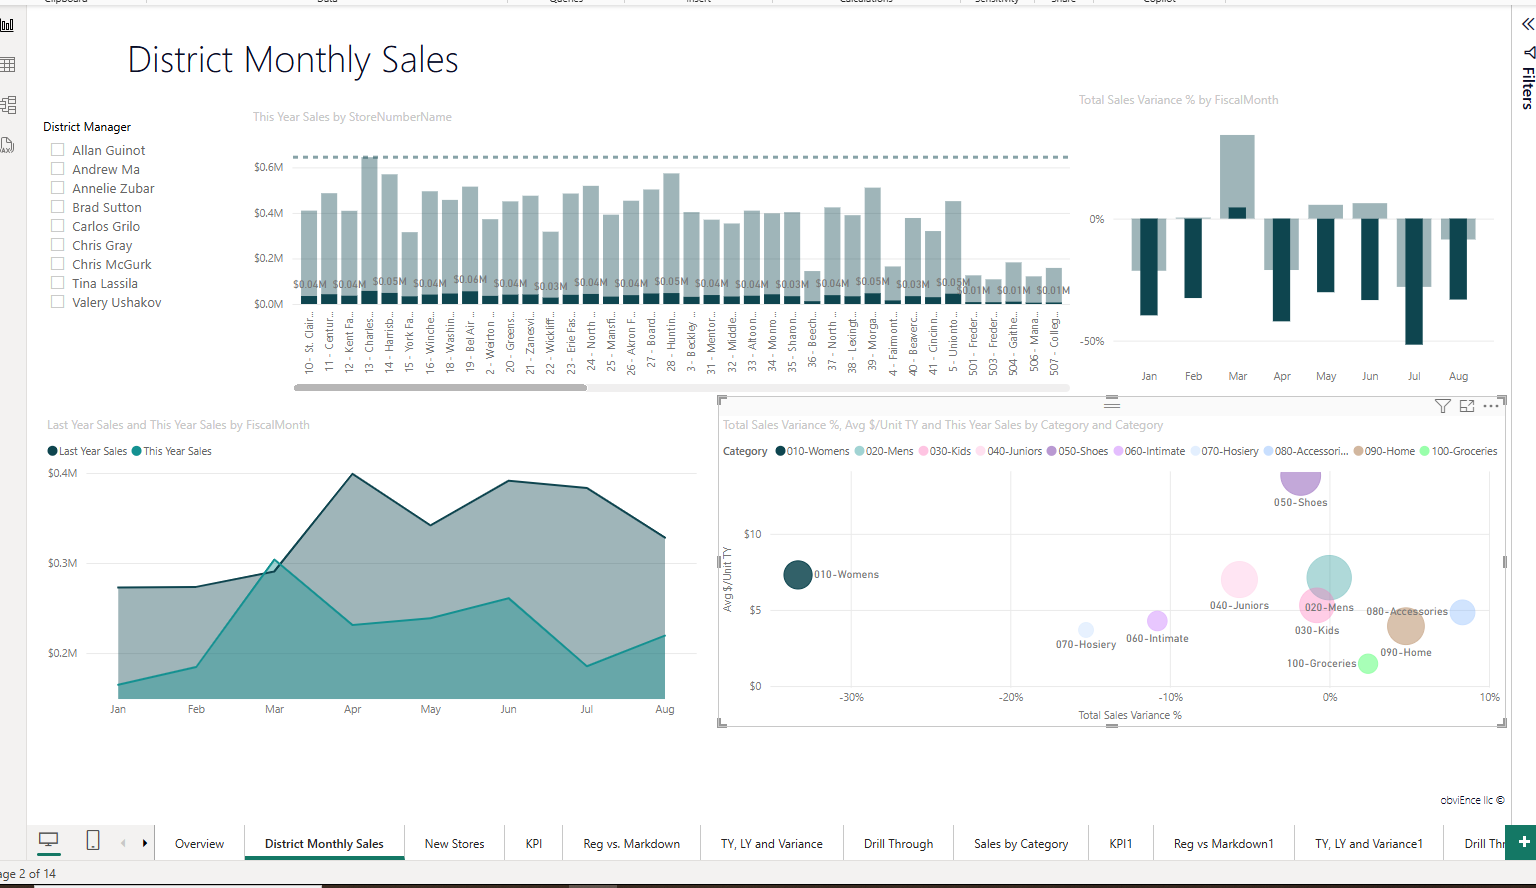 Clipboard
Data
Queries
Insert
Calculations
Sensitivity
Share
Copilot
Filters
District Monthly Sales
District Manager
Allan Guinot
Andrew Ma
Annelie Zubar
Brad Sutton
Carlos Grilo
Chris Gray
Chris McGurk
Tina Lassila
Valery Ushakov
This Year Sales by StoreNumberName
$0.6M
$0.4M
$0.2M
$0.0M
$0.04M $0.04M $0.05M $0.04M $0.06M $0.04M $0.03M $0.04M $0.04M $0.05M $0.04M $0.04M $0.03M $0.04M $0.05M $0.03M $0.05M $0.01M $0.01M $0.01M
10 - St. Clair...
11 - Centur...
12 - Kent Fa...
13 - Charles...
14 - Harrisb...
15 - York Fa...
16 - Winche...
18 - Washin...
19 - Bel Air ...
2 - Weirton ...
20 - Greens...
21 - Zanesvi...
22 - Wickliff...
23 - Erie Fas...
24 - North ...
25 - Mansfi...
26 - Akron F...
27 - Board...
28 - Huntin...
3 - Beckley ...
31 - Mentor...
32 - Middle...
33 - Altoon...
34 - Monro...
35 - Sharon...
36 - Beech...
37 - North ...
38 - Lexingt...
39 - Morga...
4 - Fairmont...
40 - Beaverc...
41 - Cincinn...
5 - Unionto...
501 - Freder...
503 - Freder...
504 - Gaithe...
506 - Mana...
507 - Colleg...
Total Sales Variance % by FiscalMonth
0%
-50%
Jan Feb Mar Apr May Jun Jul Aug
Last Year Sales and This Year Sales by FiscalMonth
Last Year Sales This Year Sales
$0.4M
$0.3M
$0.2M
Jan Feb Mar Apr May Jun Jul Aug
Total Sales Variance %, Avg $/Unit TY and This Year Sales by Category and Category
Category 010-Womens 020-Mens 030-Kids 040-Juniors 050-Shoes 060-Intimate 070-Hosiery 080-Accessori... 090-Home 100-Groceries
Avg $/Unit TY
$10
$5
$0
050-Shoes
010-Womens
040-Juniors
020-Mens
080-Accessories
030-Kids
060-Intimate
070-Hosiery
090-Home
100-Groceries
-30% -20% -10% 0% 10%
Total Sales Variance %
obviEnce llc ©
Overview
District Monthly Sales
New Stores
KPI
Reg vs. Markdown
TY, LY and Variance
Drill Through
Sales by Category
KPI1
Reg vs Markdown1
TY, LY and Variance1
Drill Thr
age 2 of 14